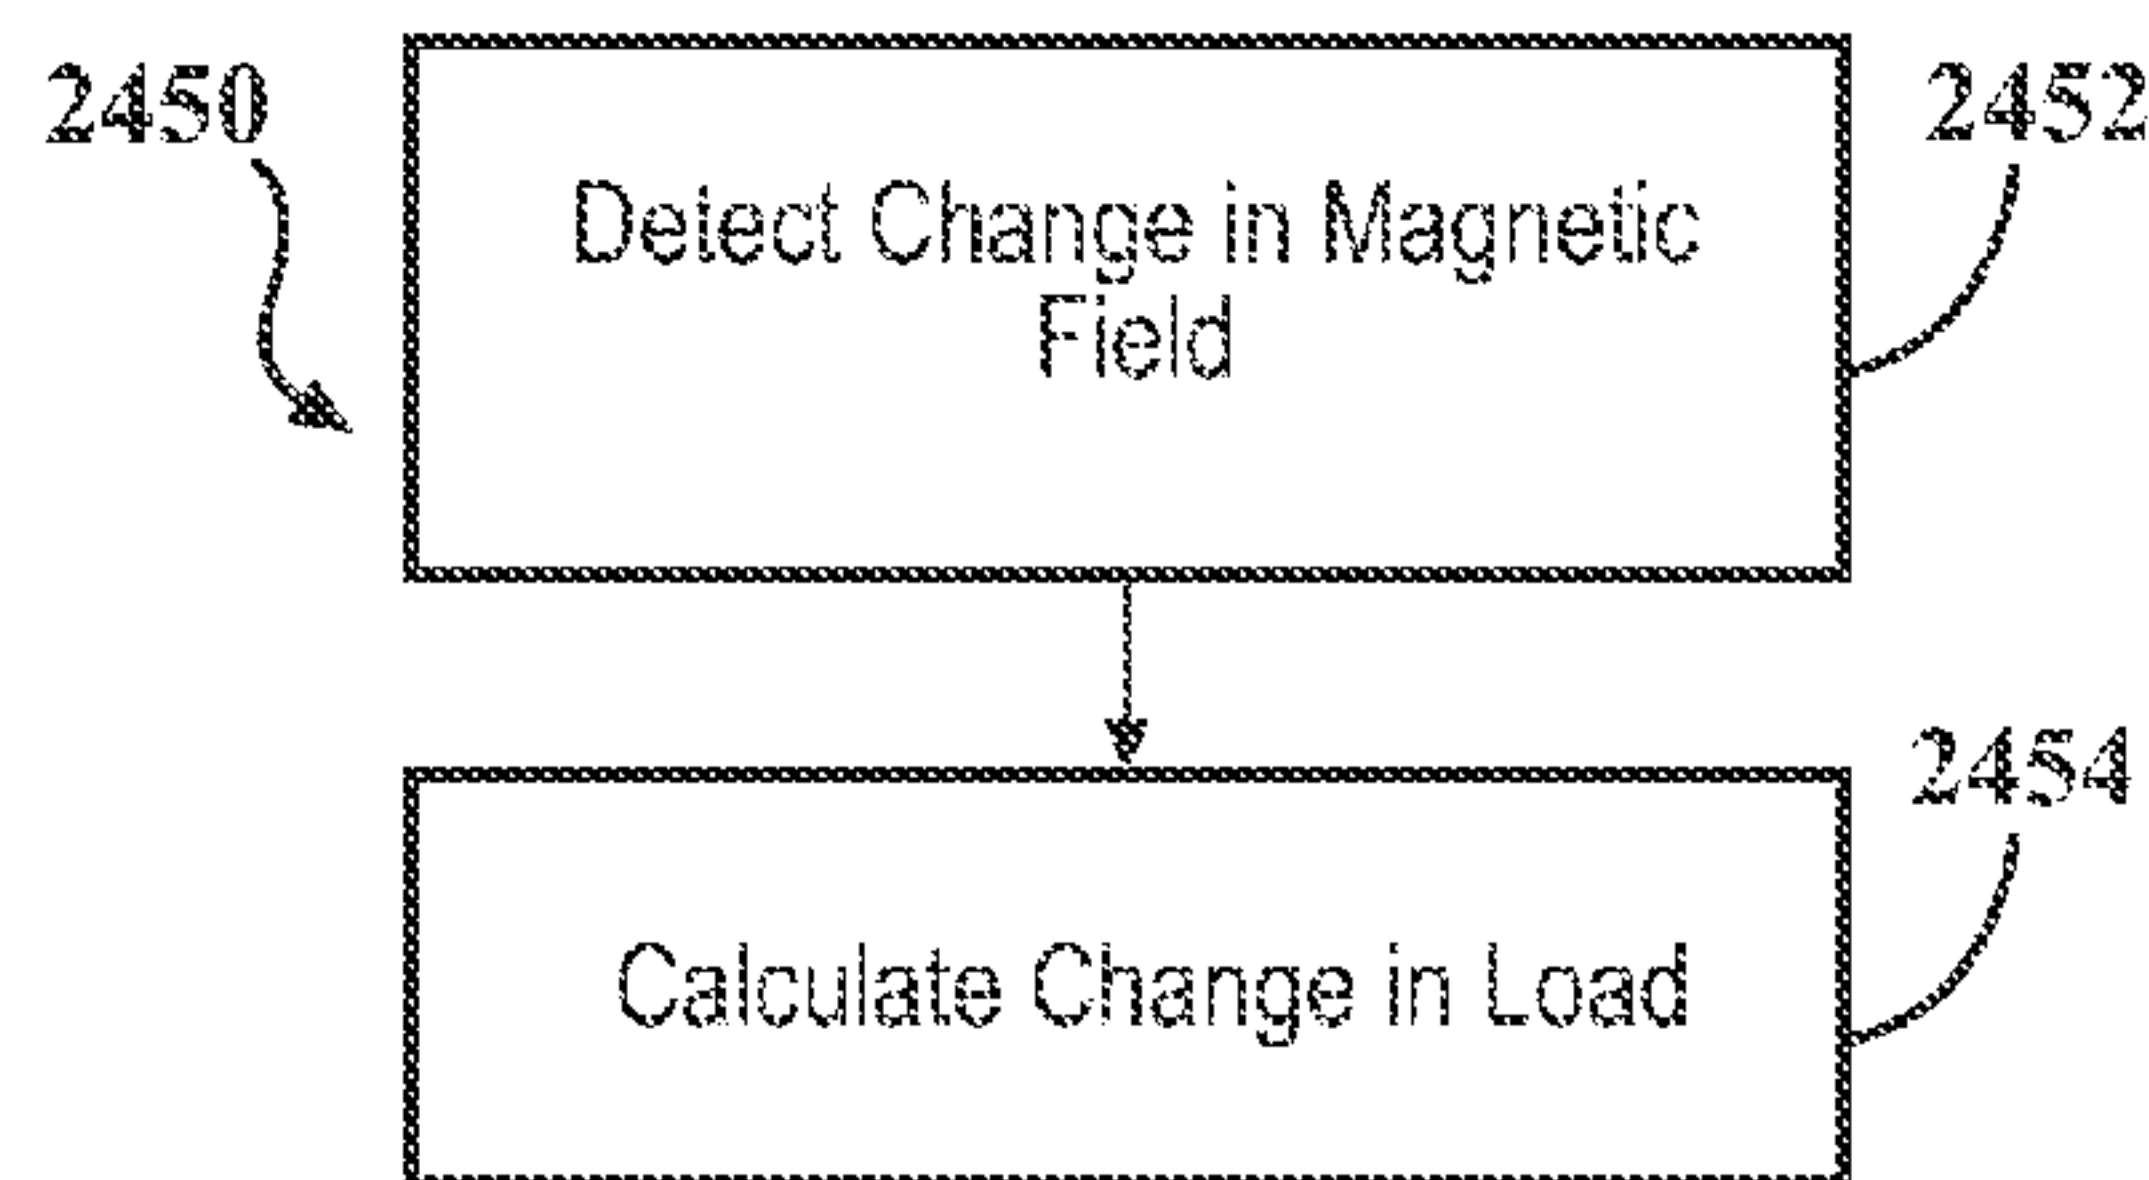 2450
2452
Detect Change in Magnetic
Field
2454
Calculate Change in Load